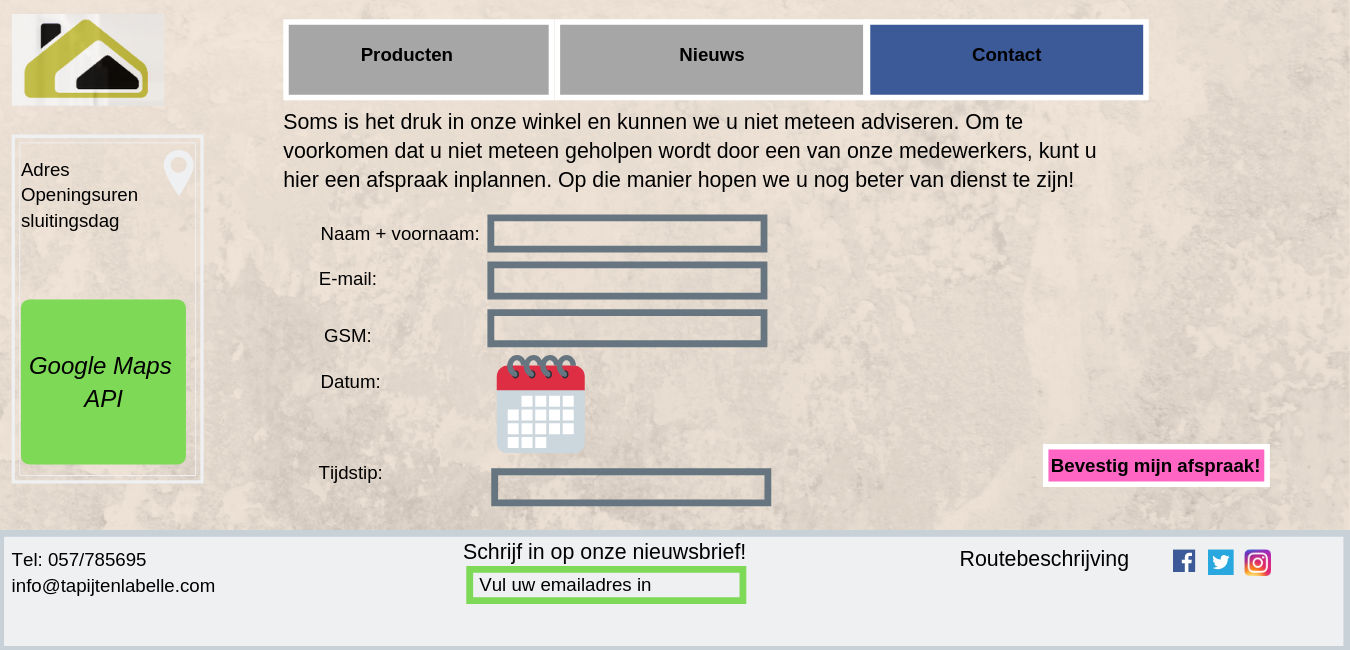 Producten
Nieuws
Contact
Soms is het druk in onze winkel en kunnen we u niet meteen adviseren. Om te
voorkomen dat u niet meteen geholpen wordt door een van onze medewerkers, kunt u
hier een afspraak inplannen. Op die manier hopen we u nog beter van dienst te zijn!
Adres
Openingsuren
sluitingsdag
Google Maps
API
Naam + voornaam:
E-mail:
GSM:
Datum:
Tijdstip:
Bevestig mijn afspraak!
Tel: 057/785695
info@tapijtenlabelle.com
Schrijf in op onze nieuwsbrief!
Vul uw emailadres in
Routebeschrijving